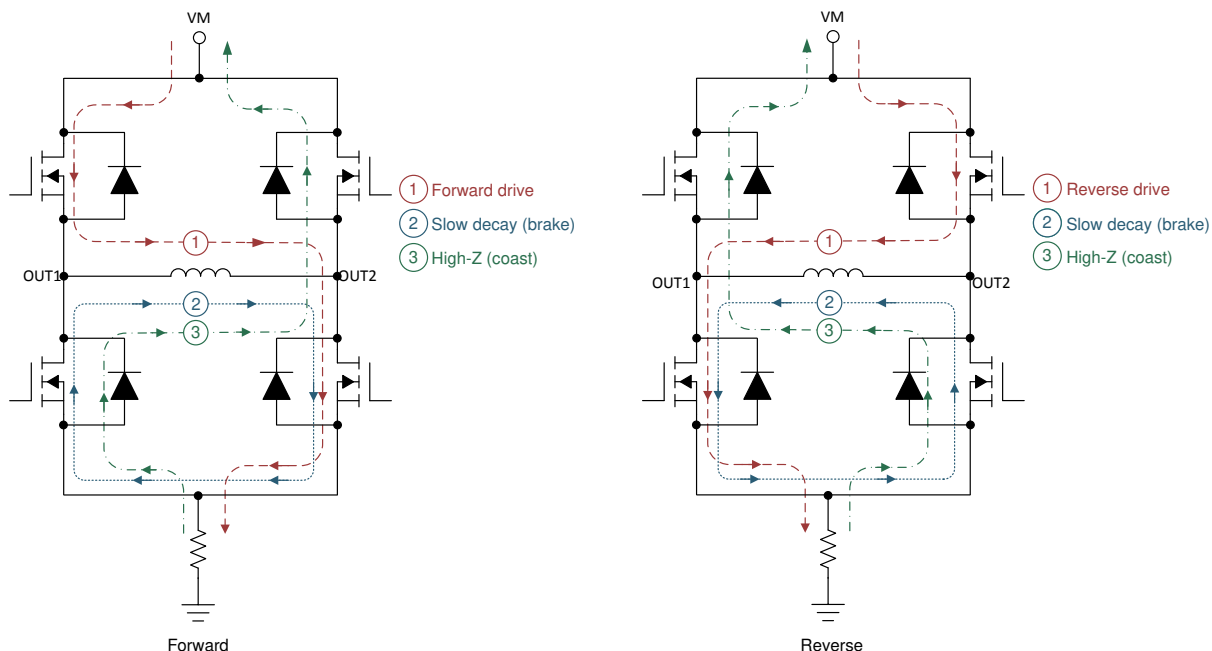 VM
1 Forward drive
2 Slow decay (brake)
3 High-Z (coast)
1
OUT1
OUT2
2
3
Forward
VM
1 Reverse drive
2 Slow decay (brake)
3 High-Z (coast)
1
OUT1
OUT2
2
3
Reverse